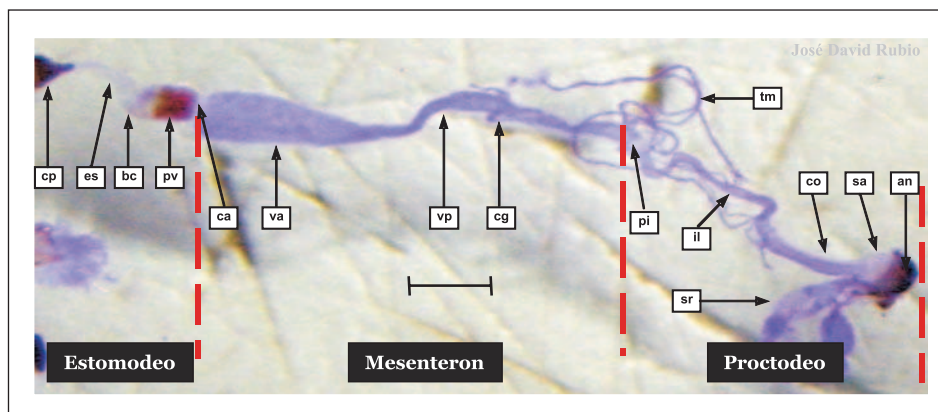 José David Rubio
tm
cp
es
bc
pv
ca
va
vp
cg
pi
il
co
sa
an
sr
Estomodeo
Mesenteron
Proctodeo